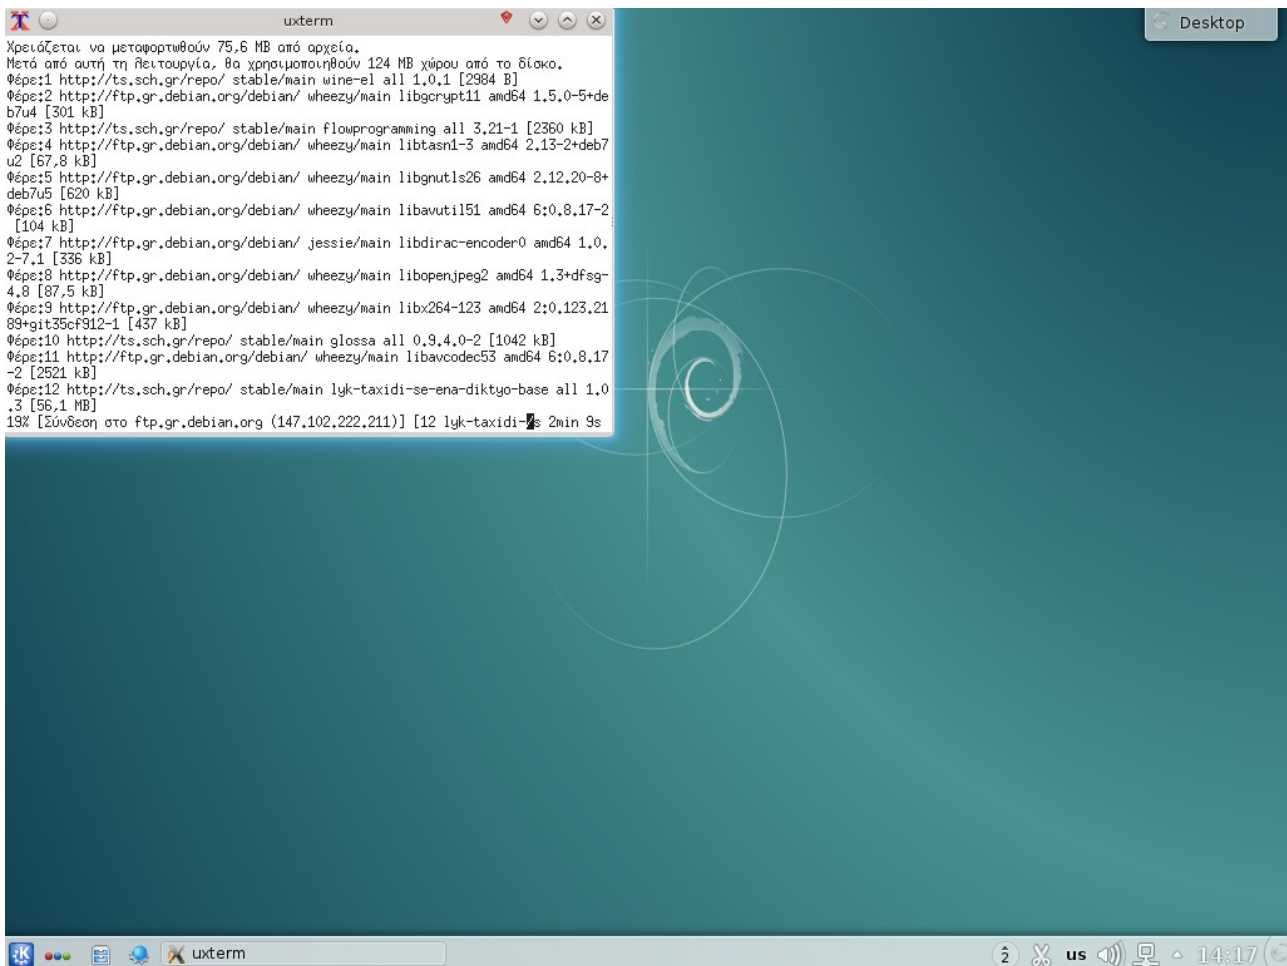 uxterm
Desktop
Χρειάζεται να μεταφορτωθούν 75,6 MB από αρχεία.
Μετά από αυτή τη λειτουργία, θα χρησιμοποιηθούν 124 MB χώρου από το δίσκο.
Φέρε:1 http://ts.sch.gr/repo/ stable/main wine-el all 1.0.1 [2984 B]
Φέρε:2 http://ftp.gr.debian.org/debian/ wheezy/main libgcrypt11 amd64 1.5.0-5+de
b7u4 [301 kB]
Φέρε:3 http://ts.sch.gr/repo/ stable/main flowprogramming all 3.21-1 [2360 kB]
Φέρε:4 http://ftp.gr.debian.org/debian/ wheezy/main libtasn1-3 amd64 2.13-2+deb7
u2 [67,8 kB]
Φέρε:5 http://ftp.gr.debian.org/debian/ wheezy/main libgnutls26 amd64 2.12.20-8+
deb7u5 [620 kB]
Φέρε:6 http://ftp.gr.debian.org/debian/ wheezy/main libavutil51 amd64 6:0.8.17-2
[104 kB]
Φέρε:7 http://ftp.gr.debian.org/debian/ jessie/main libdirac-encoder0 amd64 1.0.
2-7.1 [336 kB]
Φέρε:8 http://ftp.gr.debian.org/debian/ wheezy/main libopenjpeg2 amd64 1.3+dfsg-
4.8 [87,5 kB]
Φέρε:9 http://ftp.gr.debian.org/debian/ wheezy/main libx264-123 amd64 2:0.123.21
89+git35cf912-1 [437 kB]
Φέρε:10 http://ts.sch.gr/repo/ stable/main glossa all 0.9.4.0-2 [1042 kB]
Φέρε:11 http://ftp.gr.debian.org/debian/ wheezy/main libavcodec53 amd64 6:0.8.17
-2 [2521 kB]
Φέρε:12 http://ts.sch.gr/repo/ stable/main lyk-taxidi-se-ena-diktyo-base all 1.0
.3 [56,1 MB]
19% [Σύνδεση στο ftp.gr.debian.org (147.102.222.211)] [12 lyk-taxidi-/s 2min 9s
uxterm
2
us
14:17